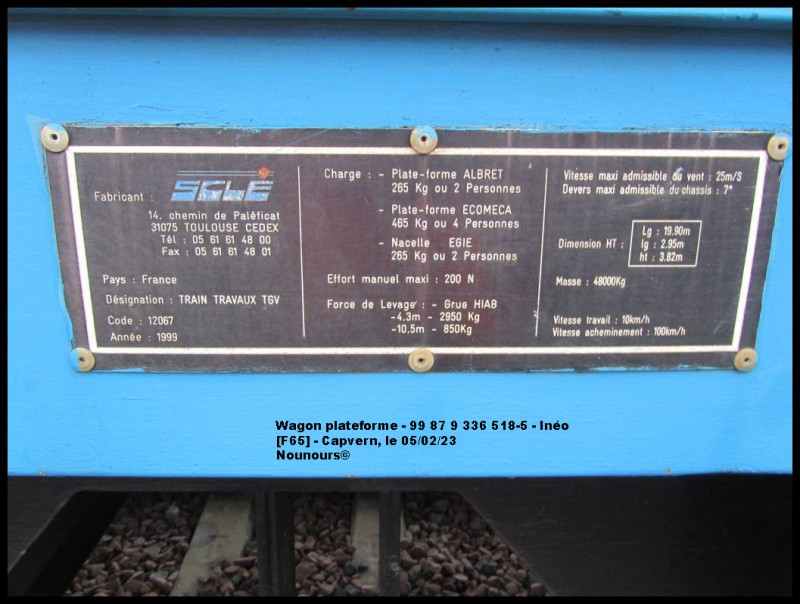 Fabricant :
SGLE
14. chemin de Paléficat
31075 TOULOUSE CEDEX
Tél : 05 61 61 48 00
Fax : 05 61 61 48 01
Pays : France
Désignation : TRAIN TRAVAUX TGV
Code : 12067
Année : 1999
Charge : - Plate-forme ALBRET
265 Kg ou 2 Personnes
- Plate-forme ECOMECA
465 Kg ou 4 Personnes
- Nacelle EGIE
265 Kg ou 2 Personnes
Effort manuel maxi : 200 N
Force de Levage : - Grue HIAB
-4.3m - 2950 Kg
-10.5m - 850Kg
Vitesse maxi admissible du vent : 25m/S
Devers maxi admissible du chassis : 7°
Dimension HT :
Lg : 19.90m
lg : 2.95m
ht : 3.82m
Masse : 48000Kg
Vitesse travail : 10km/h
Vitesse acheminement : 100km/h
Wagon plateforme - 99 87 9 336 518-5 - Inéo
[F65] - Capvern, le 05/02/23
Nounours©